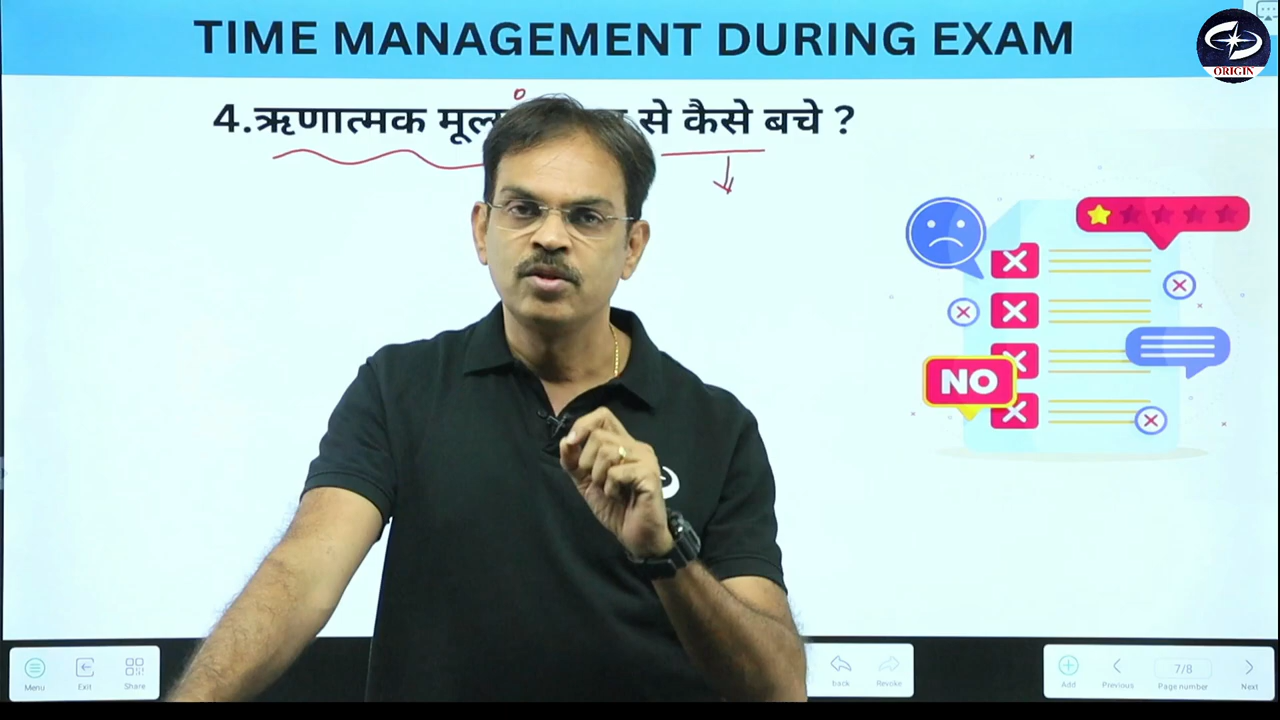 TIME MANAGEMENT DURING EXAM
ORIGIN
4.ऋणात्मक से कैसे बचे ?
NO
Menu
Exit
Share
back
Revoke
Add
Previous
7/8
Page number
Next